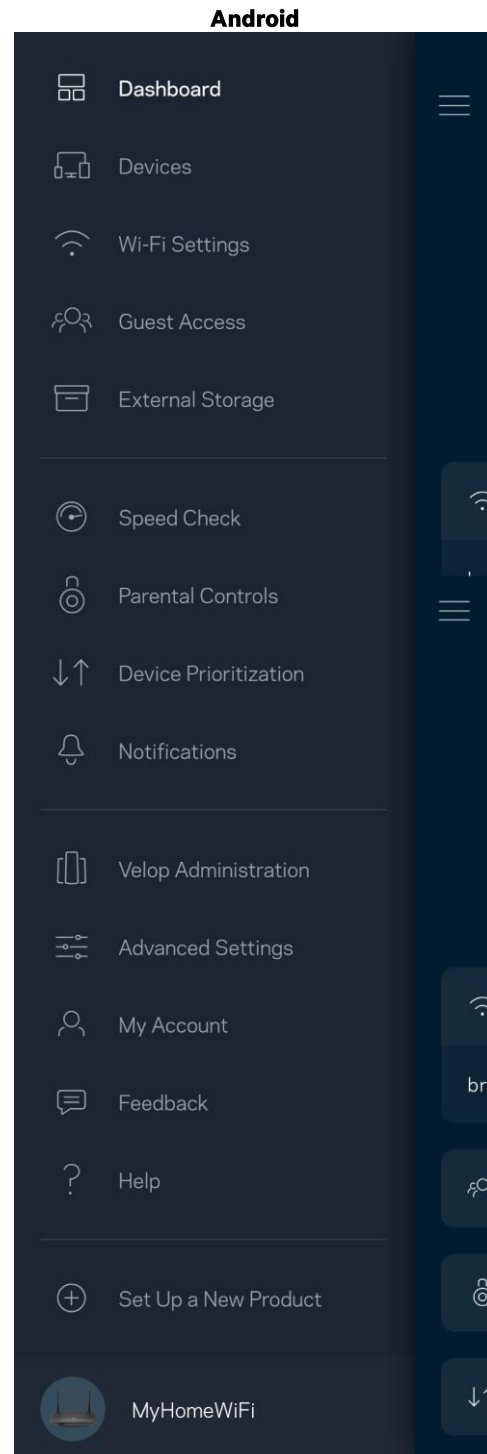 Android
Dashboard
Devices
Wi-Fi Settings
Guest Access
External Storage
Speed Check
Parental Controls
Device Prioritization
Notifications
Velop Administration
Advanced Settings
My Account
Feedback
br
Help
Set Up a New Product
MyHomeWiFi